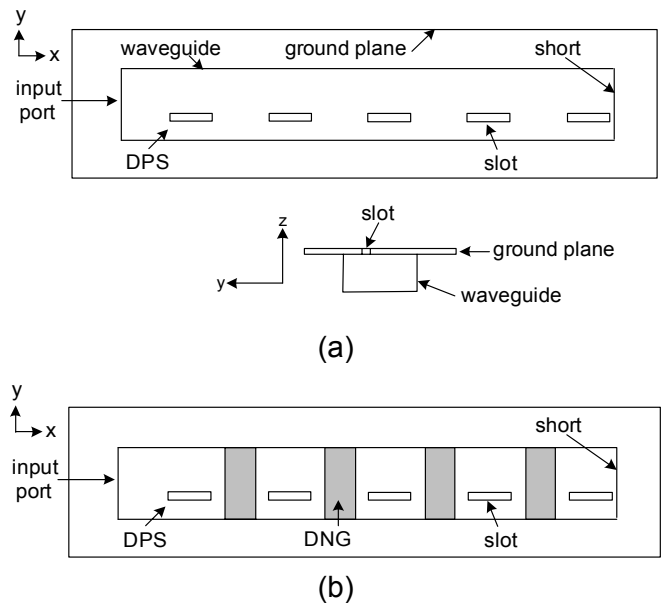 y
x
waveguide
ground plane
short
input
port
DPS
slot
slot
z
ground plane
y
waveguide
(a)
y
x
short
input
port
DPS
DNG
slot
(b)